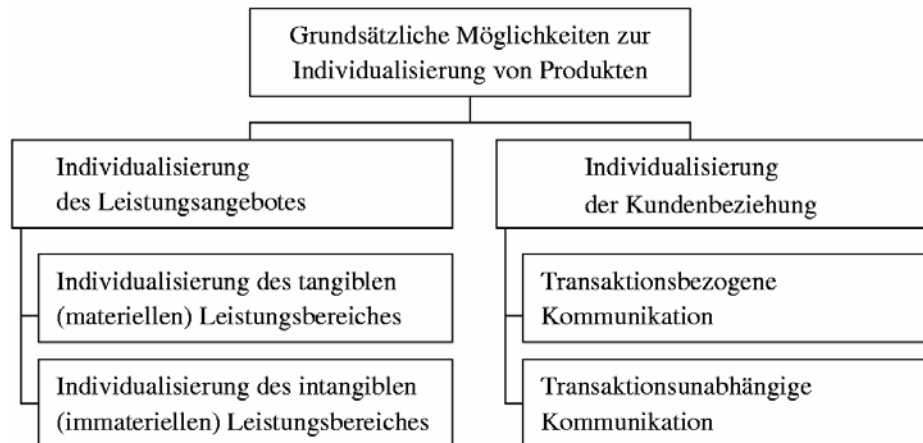 Grundsätzliche Möglichkeiten zur
Individualisierung von Produkten
Individualisierung
des Leistungsangebotes
Individualisierung des tangiblen
(materiellen) Leistungsbereiches
Individualisierung des intangiblen
(immateriellen) Leistungsbereiches
Individualisierung
der Kundenbeziehung
Transaktionsbezogene
Kommunikation
Transaktionsunabhängige
Kommunikation